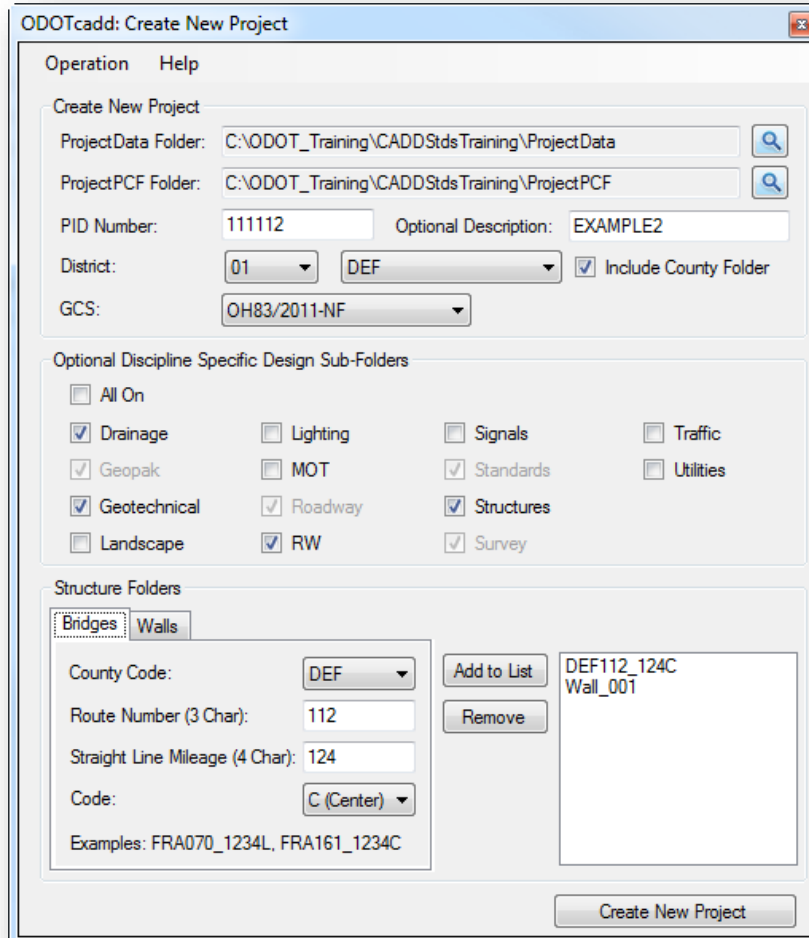 ODOTcadd: Create New Project
Operation Help
Create New Project
ProjectData Folder: C:\ODOT_Training\CADDStdsTraining\ProjectData
ProjectPCF Folder: C:\ODOT_Training\CADDStdsTraining\ProjectPCF
PID Number: 111112 Optional Description: EXAMPLE2
District: 01 DEF Include County Folder
GCS: OH83/2011-NF
Optional Discipline Specific Design Sub-Folders
All On
Drainage Lighting Signals Traffic
Geopak MOT Standards Utilities
Geotechnical Roadway Structures
Landscape RW Survey
Structure Folders
Bridges Walls
County Code: DEF Add to List DEF112_124C
Wall_001
Route Number (3 Char): 112 Remove
Straight Line Mileage (4 Char): 124
Code: C (Center)
Examples: FRA070_1234L, FRA161_1234C
Create New Project